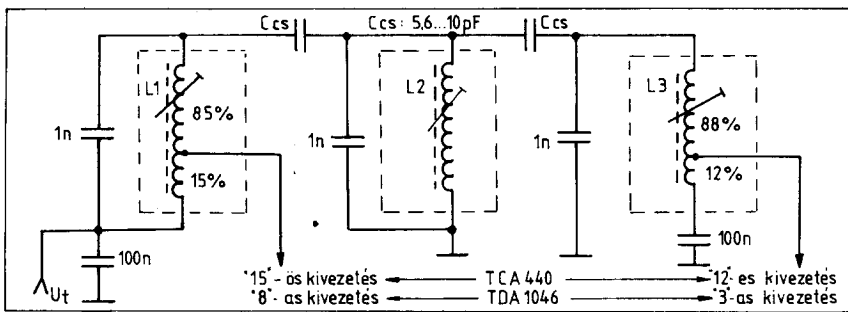 Ccs
Ccs: 5,6...10pF
Ccs
L1
L2
L3
85%
88%
1n
1n
1n
15%
12%
100n
100n
Ut
"15"-ös kivezetés
TCA 440
"12"-es kivezetés
"8"-as kivezetés
TDA 1046
"3"-as kivezetés